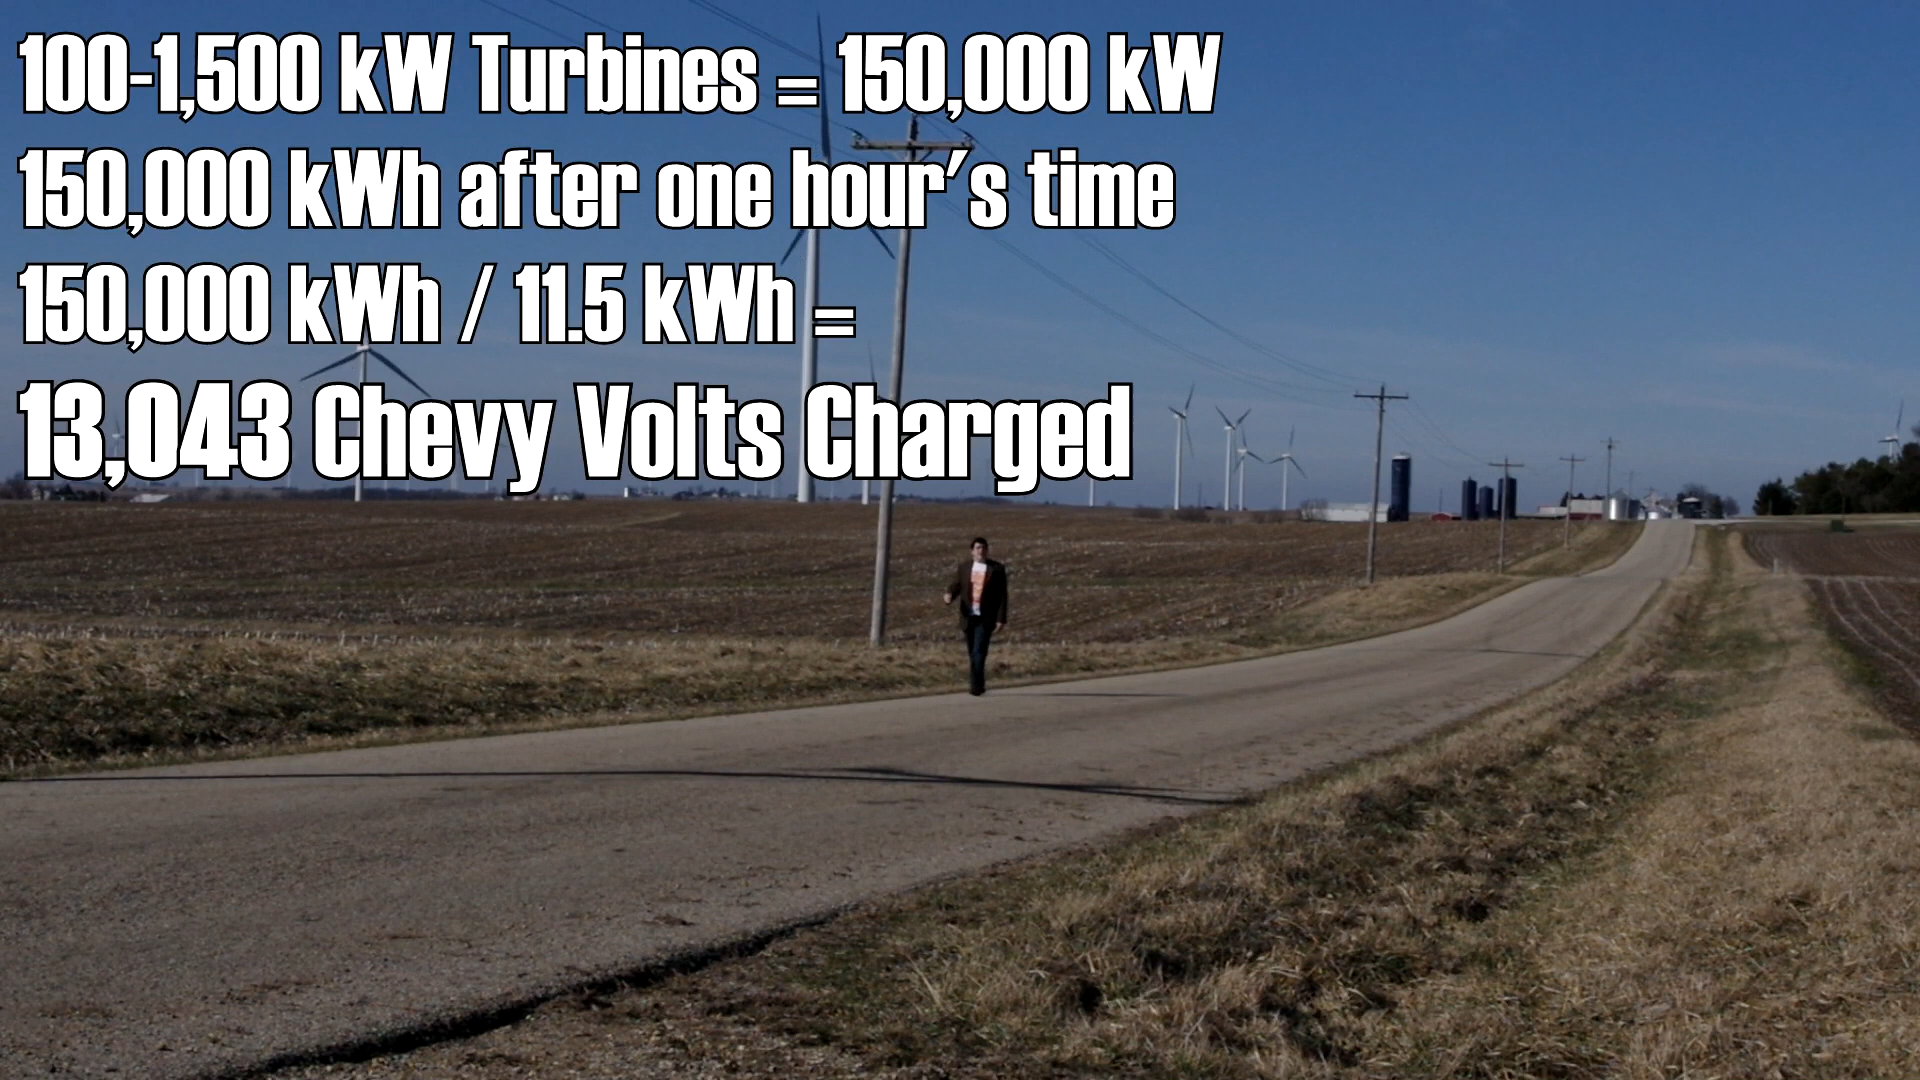 100-1,500 kW Turbines = 150,000 kW
150,000 kWh after one hour's time
150,000 kWh / 11.5 kWh =
13,043 Chevy Volts Charged